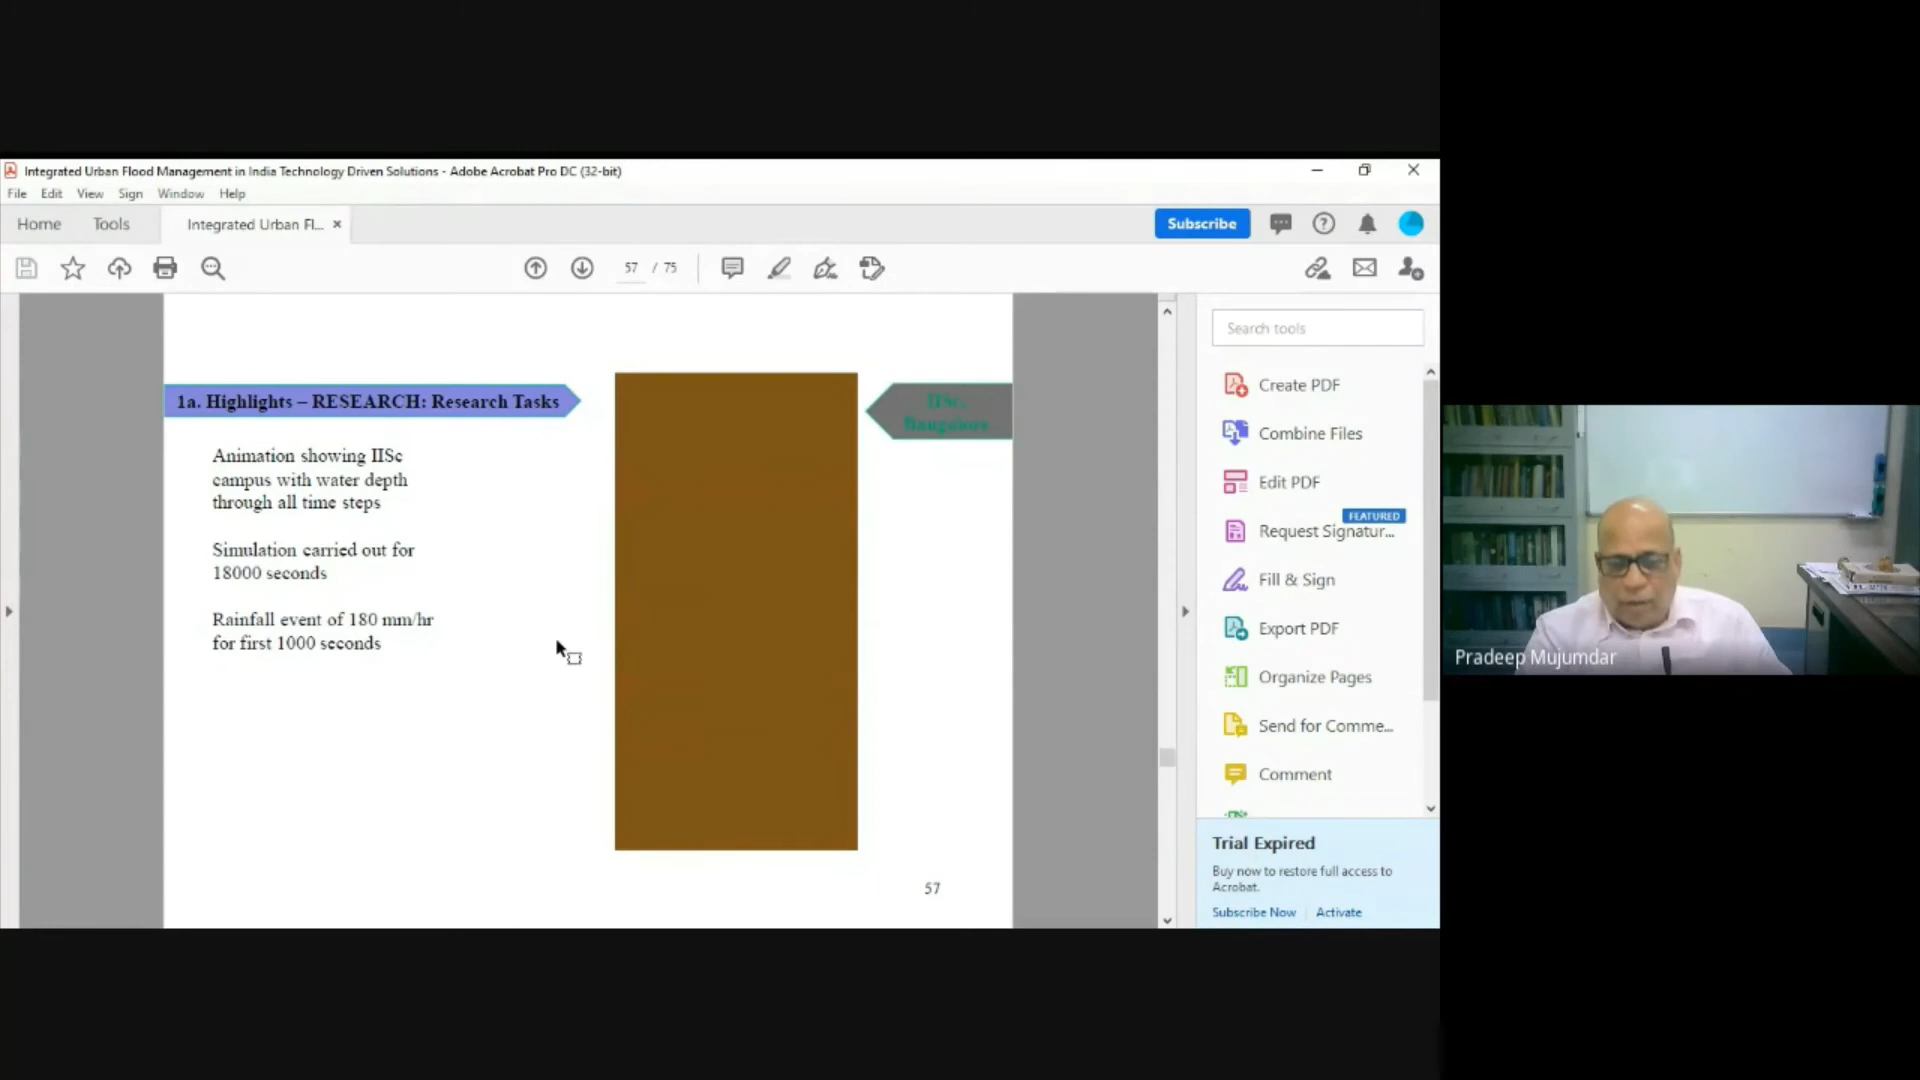 Integrated Urban Flood Management in India Technology Driven Solutions - Adobe Acrobat Pro DC (32-bit)
File Edit View Sign Window Help
Home Tools Integrated Urban Fl... ×
Subscribe
57 / 75
1a. Highlights – RESEARCH: Research Tasks
IISc,
Bangalore
Animation showing IISc
campus with water depth
through all time steps
Simulation carried out for
18000 seconds
Rainfall event of 180 mm/hr
for first 1000 seconds
57
Search tools
Create PDF
Combine Files
Edit PDF
FEATURED
Request Signatur...
Fill & Sign
Export PDF
Organize Pages
Send for Comme...
Comment
Trial Expired
Buy now to restore full access to
Acrobat.
Subscribe Now | Activate
Pradeep Mujumdar